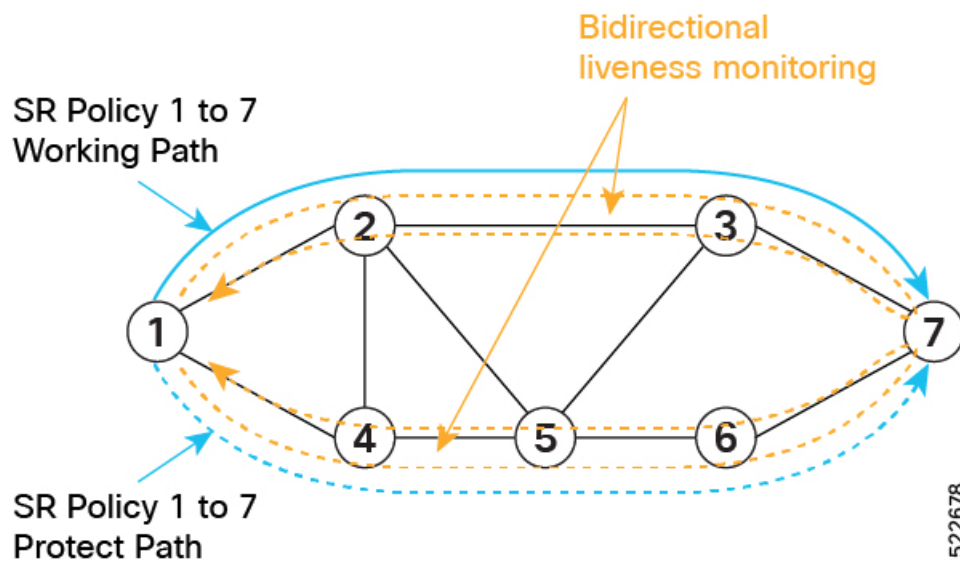 Bidirectional
liveness monitoring
SR Policy 1 to 7
Working Path
2
3
1
7
4
5
6
SR Policy 1 to 7
Protect Path
522678